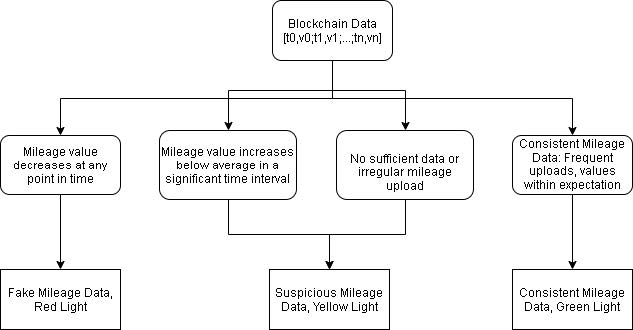 Blockchain Data
[t0,v0;t1,v1;...;tn,vn]
Mileage value
decreases at any
point in time
Mileage value increases
below average in a
significant time interval
No sufficient data or
irregular mileage
upload
Consistent Mileage
Data: Frequent
uploads, values
within expectation
Fake Mileage Data,
Red Light
Suspicious Mileage
Data, Yellow Light
Consistent Mileage
Data, Green Light